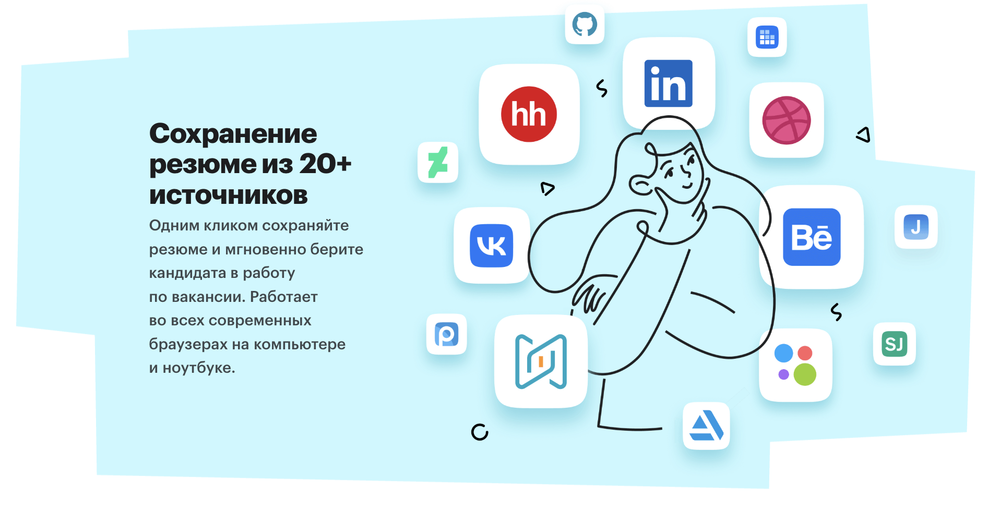 Сохранение
резюме из 20+
источников
Одним кликом сохраняйте
резюме и мгновенно берите
кандидата в работу
по вакансии. Работает
во всех современных
браузерах на компьютере
и ноутбуке.
in
hh
VK
Bē
J
P
SJ